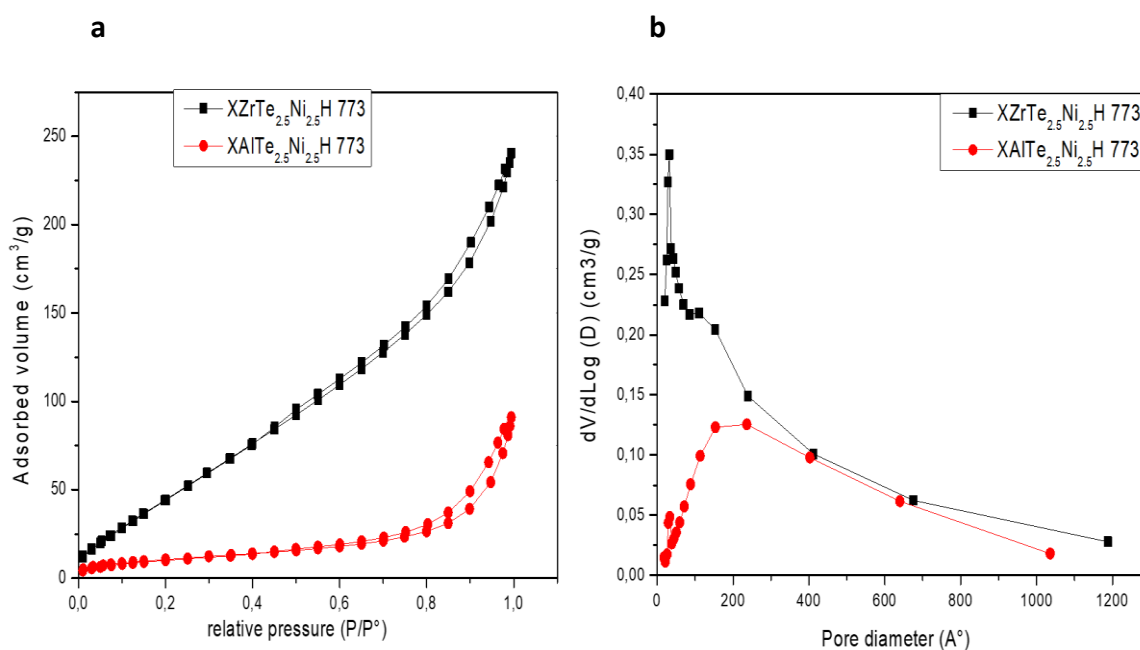 a
XZrTe2.5Ni2.5H 773
XAlTe2.5Ni2.5H 773
250
200
150
100
50
0
0,0 0,2 0,4 0,6 0,8 1,0
Adsorbed volume (cm³/g)
relative pressure (P/P°)
b
XZrTe2.5Ni2.5H 773
XAlTe2.5Ni2.5H 773
0,40
0,35
0,30
0,25
0,20
0,15
0,10
0,05
0,00
0 200 400 600 800 1000 1200
dV/dLog (D) (cm3/g)
Pore diameter (A°)